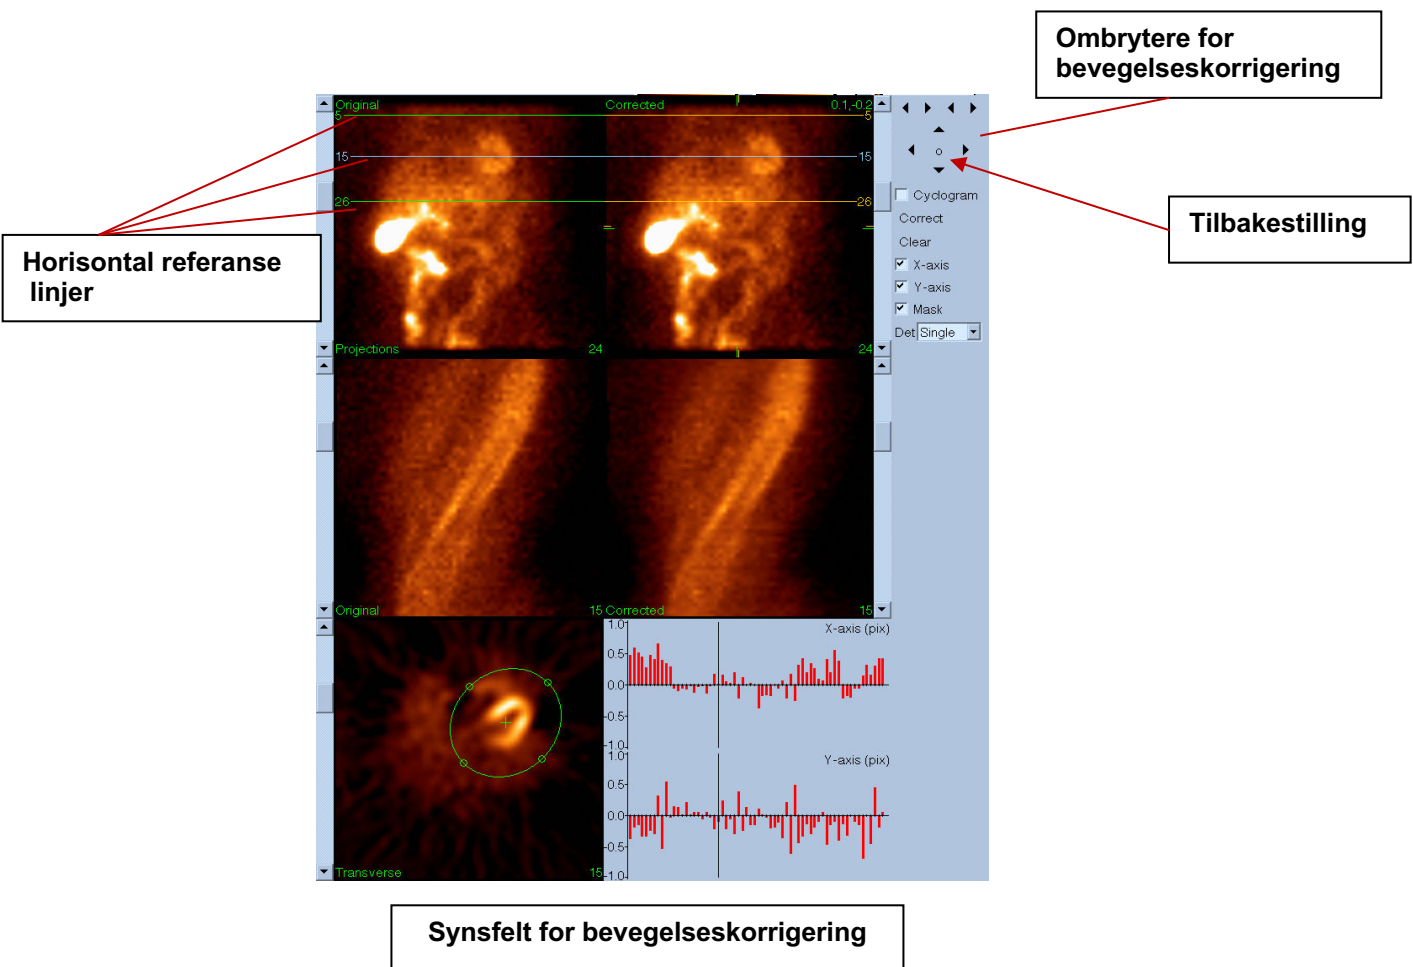 Ombrytere for
bevegelseskorrigering
Original
Corrected
0.1,-0.2
5
5
15
15
26
26
Cyclogram
Correct
Clear
X-axis
Y-axis
Mask
Det Single
Tilbakestilling
Horisontal referanse
linjer
Projections
24
24
Original
15
Corrected
15
X-axis (pix)
1.0
0.5
0.0
-0.5
-1.0
Y-axis (pix)
1.0
0.5
0.0
-0.5
-1.0
Transverse
15
Synsfelt for bevegelseskorrigering